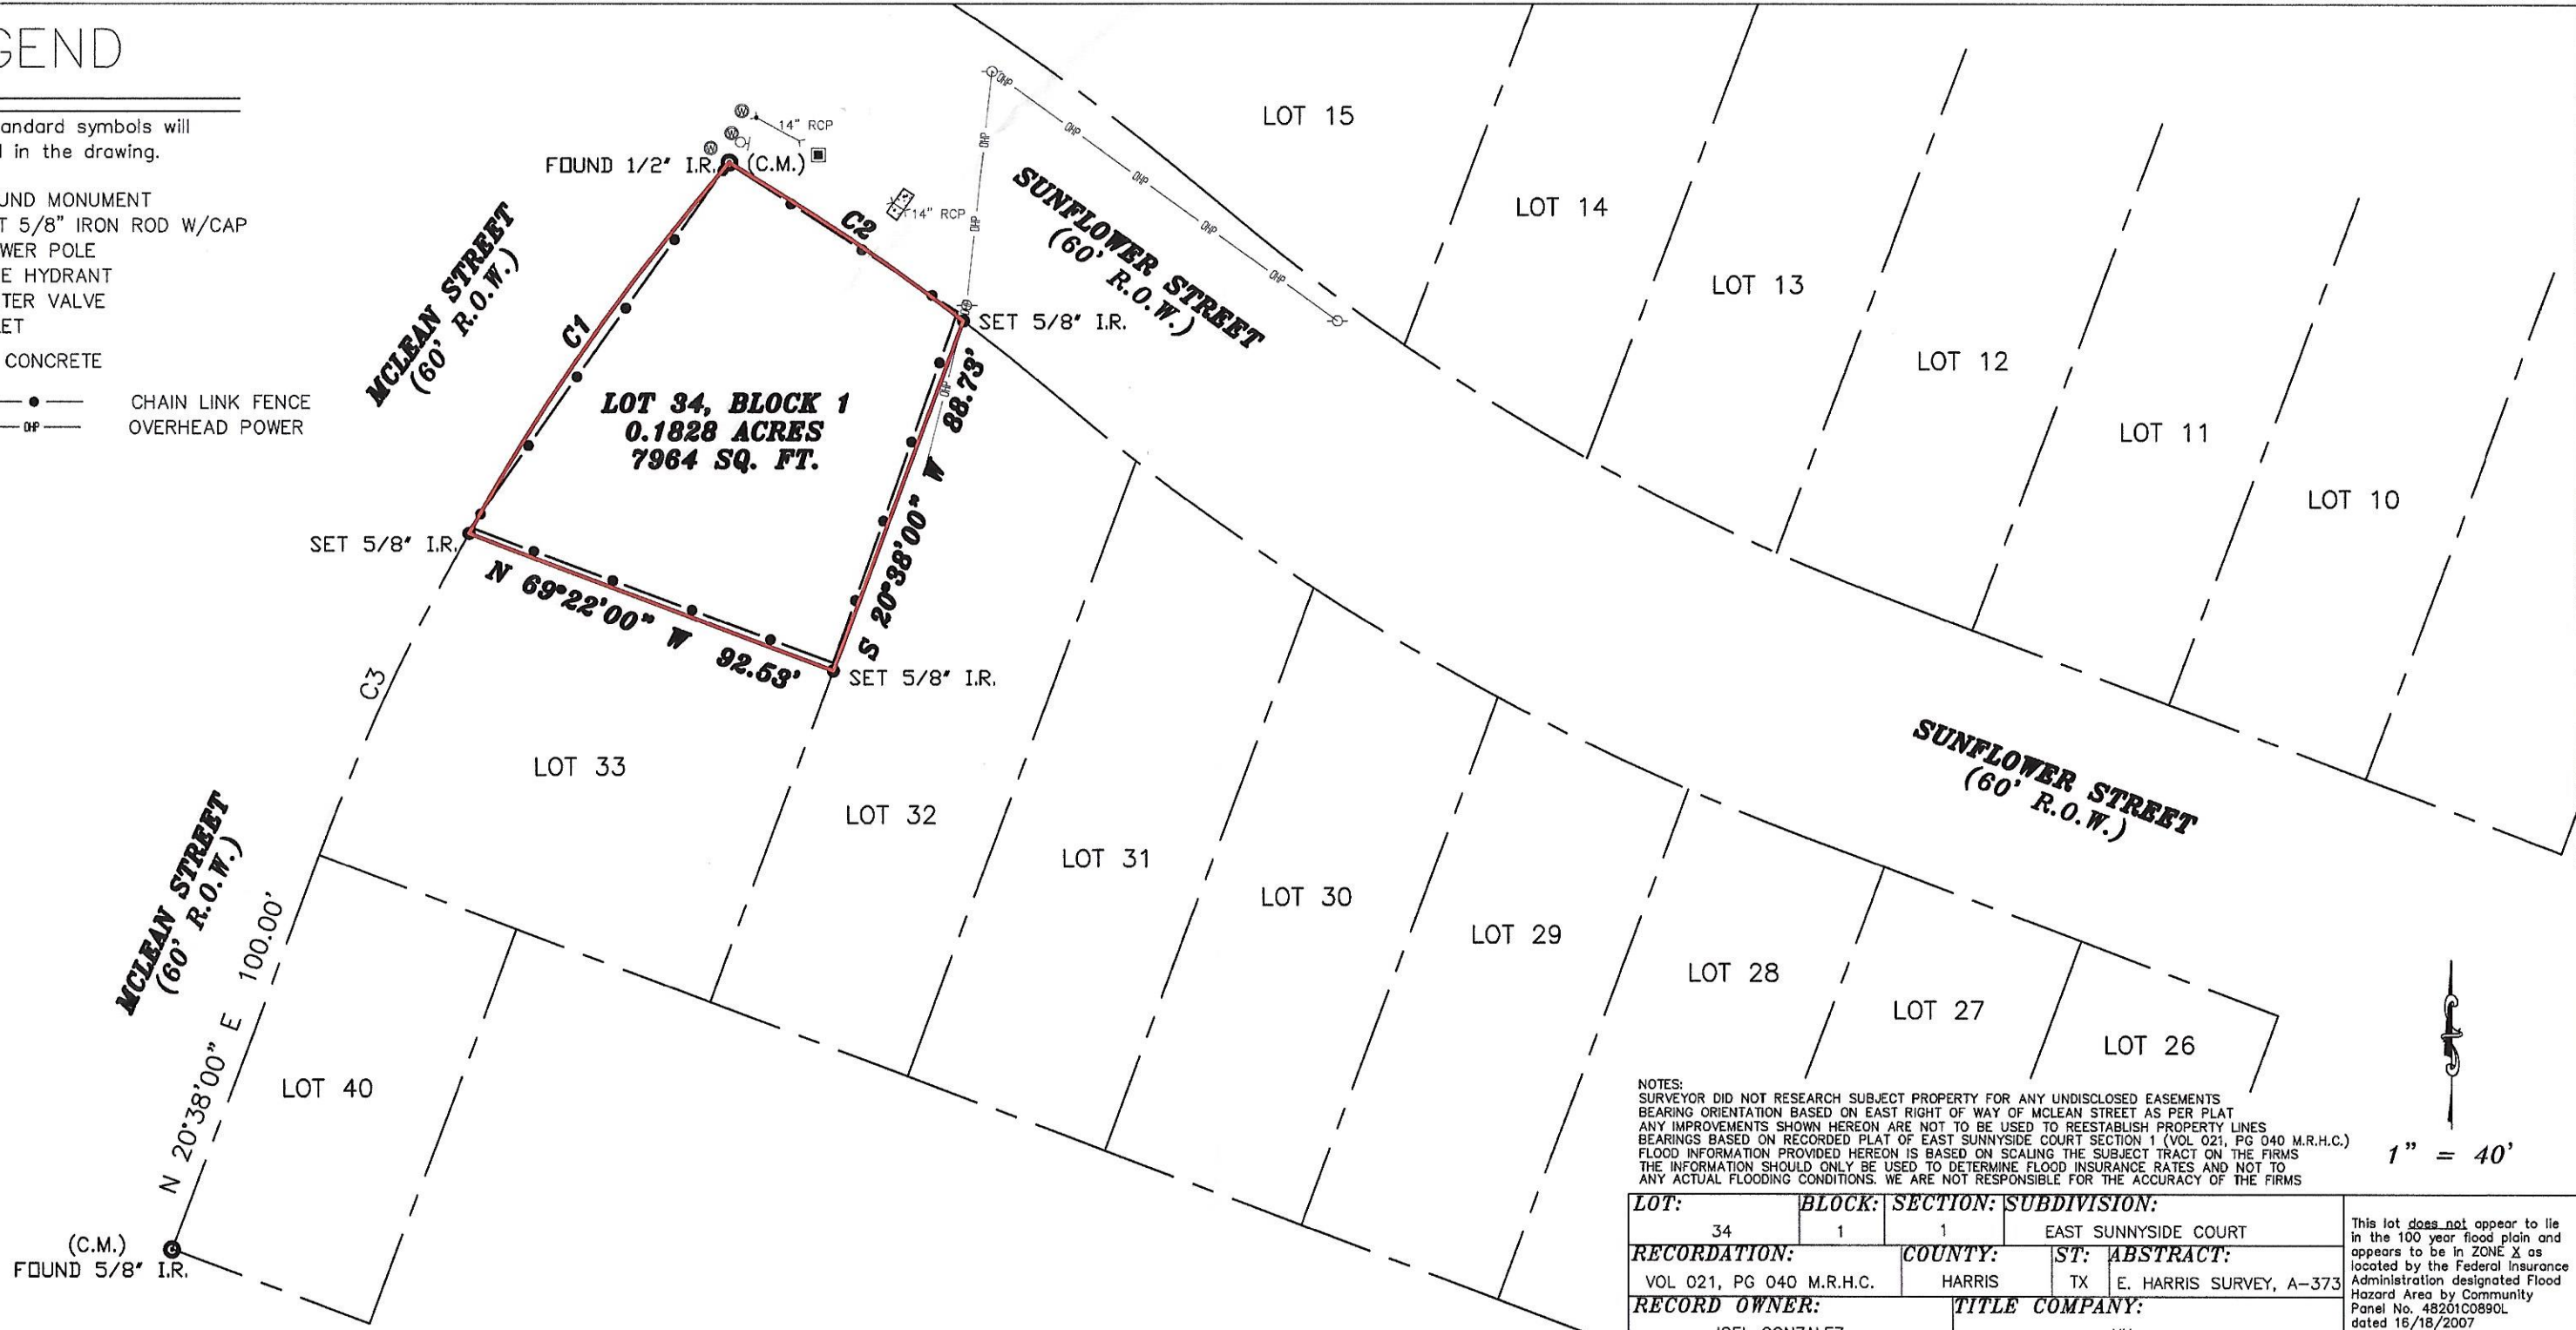 GEND
andard symbols will
in the drawing.
UND MONUMENT
T 5/8" IRON ROD W/CAP
WER POLE
E HYDRANT
TER VALVE
LET
CONCRETE
CHAIN LINK FENCE
OHP OVERHEAD POWER
14" RCP
FOUND 1/2" I.R. (C.M.)
14" RCP
C2
OHP
OHP
OHP
OHP
OHP
OHP
OHP
OHP
OHP
SUNFLOWER STREET
(60' R.O.W.)
MCLEAN STREET
(60' R.O.W.)
C1
SET 5/8" I.R.
88.73'
S 20°38'00" W
LOT 34, BLOCK 1
0.1828 ACRES
7964 SQ. FT.
SET 5/8" I.R.
N 69°22'00" W 92.53'
SET 5/8" I.R.
LOT 15
LOT 14
LOT 13
LOT 12
LOT 11
LOT 10
C3
LOT 33
LOT 32
LOT 31
LOT 30
LOT 29
LOT 28
LOT 27
LOT 26
SUNFLOWER STREET
(60' R.O.W.)
MCLEAN STREET
(60' R.O.W.)
N 20°38'00" E 100.00'
LOT 40
(C.M.)
FOUND 5/8" I.R.
1" = 40'
NOTES:
SURVEYOR DID NOT RESEARCH SUBJECT PROPERTY FOR ANY UNDISCLOSED EASEMENTS
BEARING ORIENTATION BASED ON EAST RIGHT OF WAY OF MCLEAN STREET AS PER PLAT
ANY IMPROVEMENTS SHOWN HEREON ARE NOT TO BE USED TO REESTABLISH PROPERTY LINES
BEARINGS BASED ON RECORDED PLAT OF EAST SUNNYSIDE COURT SECTION 1 (VOL 021, PG 040 M.R.H.C.)
FLOOD INFORMATION PROVIDED HEREON IS BASED ON SCALING THE SUBJECT TRACT ON THE FIRMS
THE INFORMATION SHOULD ONLY BE USED TO DETERMINE FLOOD INSURANCE RATES AND NOT TO
ANY ACTUAL FLOODING CONDITIONS. WE ARE NOT RESPONSIBLE FOR THE ACCURACY OF THE FIRMS
LOT: BLOCK: SECTION: SUBDIVISION:
34 1 1 EAST SUNNYSIDE COURT
RECORDATION: COUNTY: ST: ABSTRACT:
VOL 021, PG 040 M.R.H.C. HARRIS TX E. HARRIS SURVEY, A-373
RECORD OWNER: TITLE COMPANY:
This lot does not appear to lie
in the 100 year flood plain and
appears to be in ZONE X as
located by the Federal Insurance
Administration designated Flood
Hazard Area by Community
Panel No. 48201C0890L
dated 16/18/2007